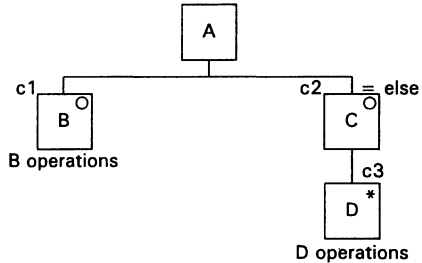 A
c1
c2 = else
B
C
B operations
c3
D *
D operations